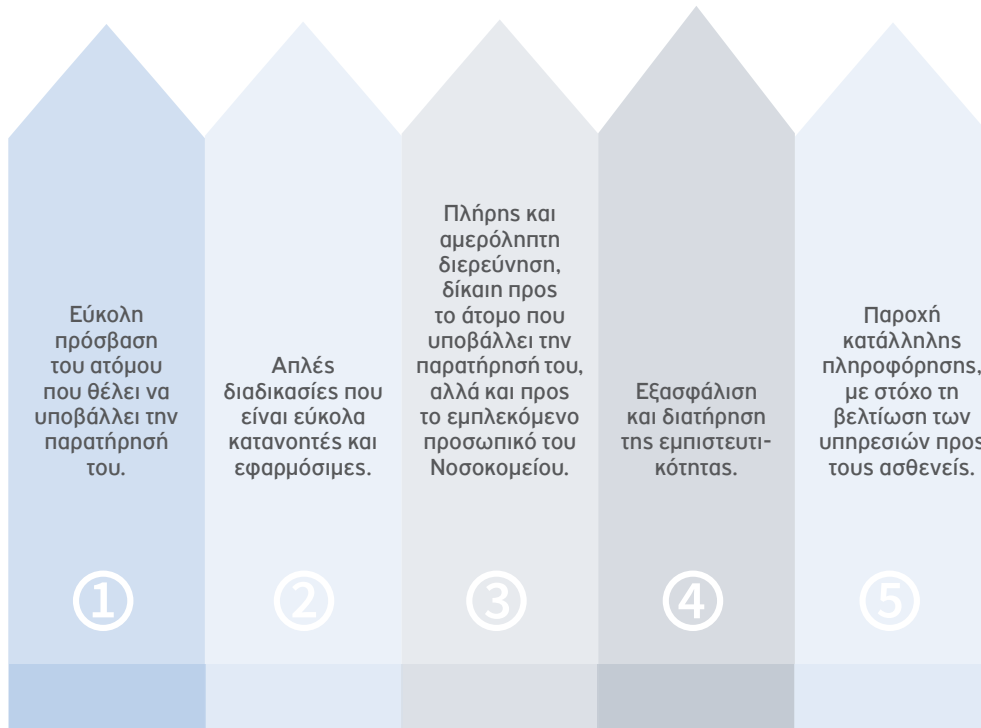 Εύκολη
πρόσβαση
του ατόμου
που θέλει να
υποβάλλει την
παρατήρησή
του.
1
Απλές
διαδικασίες που
είναι εύκολα
κατανοητές και
εφαρμόσιμες.
2
Πλήρης και
αμερόληπτη
διερεύνηση,
δίκαιη προς
το άτομο που
υποβάλλει την
παρατήρησή του,
αλλά και προς
το εμπλεκόμενο
προσωπικό του
Νοσοκομείου.
3
Εξασφάλιση
και διατήρηση
της εμπιστευτι-
κότητας.
4
Παροχή
κατάλληλης
πληροφόρησης,
με στόχο τη
βελτίωση των
υπηρεσιών προς
τους ασθενείς.
5